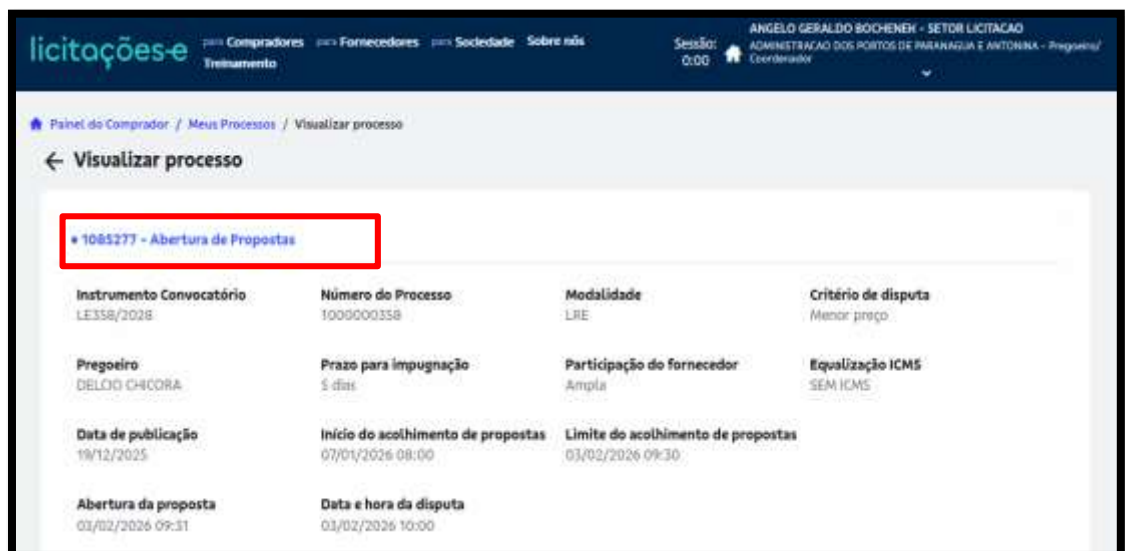 licitações-e para Compradores para Fornecedores para Sociedade Sobre nós
Treinamento
Sessão:
0:00
ANGELO GERALDO BOCHENEK - SETOR LICITACAO
ADMINISTRACAO DOS PORTOS DE PARANAGUA E ANTONINA - Pregoeiro/
Coordenador
Painel do Comprador / Meus Processos / Visualizar processo
← Visualizar processo
• 1085277 - Abertura de Propostas
Instrumento Convocatório Número do Processo Modalidade Critério de disputa
LE358/2028 1000000358 LRE Menor preço
Pregoeiro Prazo para impugnação Participação do fornecedor Equalização ICMS
DELCIO CHICORA 5 dias Ampla SEM ICMS
Data de publicação Início do acolhimento de propostas Limite do acolhimento de propostas
19/12/2025 07/01/2026 08:00 03/02/2026 09:30
Abertura da proposta Data e hora da disputa
03/02/2026 09:31 03/02/2026 10:00